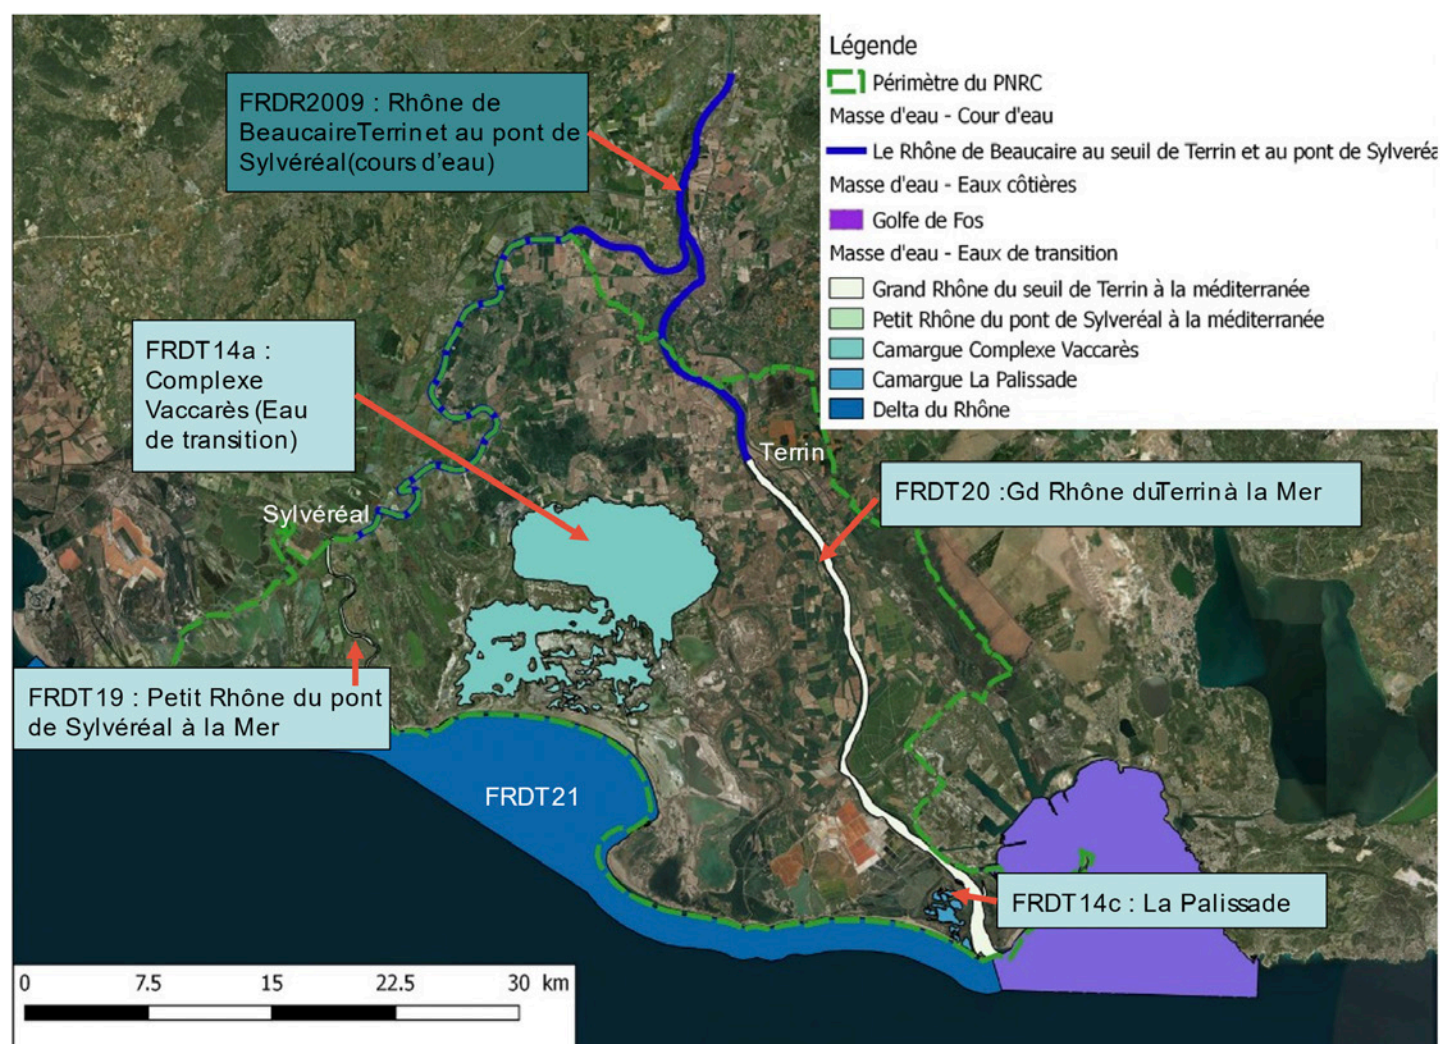 Légende
Périmètre du PNRC
Masse d'eau - Cour d'eau
Le Rhône de Beaucaire au seuil de Terrin et au pont de Sylveréa
Masse d'eau - Eaux côtières
Golfe de Fos
Masse d'eau - Eaux de transition
Grand Rhône du seuil de Terrin à la méditerranée
Petit Rhône du pont de Sylveréal à la méditerranée
Camargue Complexe Vaccarès
Camargue La Palissade
Delta du Rhône
FRDR2009 : Rhône de
BeaucaireTerrin et au pont de
Sylvéréal(cours d'eau)
FRDT14a :
Complexe
Vaccarès (Eau
de transition)
Terrin
FRDT20 :Gd Rhône duTerrin à la Mer
Sylvéréal
FRDT19 : Petit Rhône du pont
de Sylvéréal à la Mer
FRDT21
FRDT14c : La Palissade
0 7.5 15 22.5 30 km